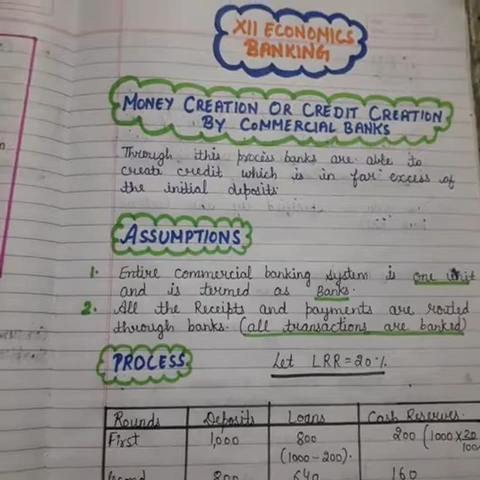 XII ECONOMICS
BANKING
MONEY CREATION OR CREDIT CREATION
BY COMMERCIAL BANKS
Through this process banks are able to
create credit which is in far excess of
the initial deposits.
ASSUMPTIONS
1. Entire commercial banking system is one unit
and is termed as Banks.
2. All the Receipts and payments are routed
through banks. (all transactions are banked)
PROCESS Let LRR = 20%
Rounds Deposits Loans Cash Reserves.
First 1,000 800 200 (1000 × 20/100
(1000-200).
Second 800 640 160